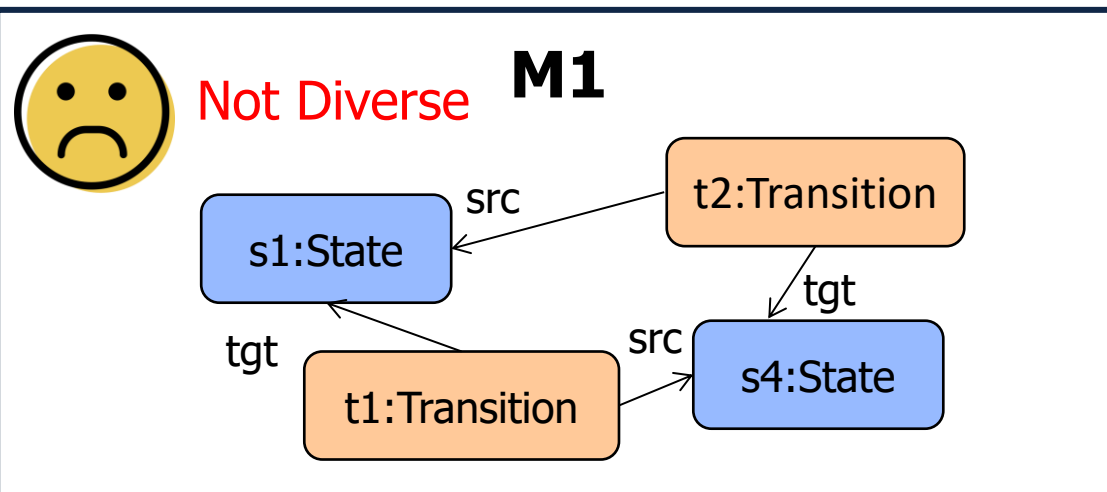 M1
Not Diverse
t2:Transition
src
s1:State
tgt
src
tgt
s4:State
t1:Transition